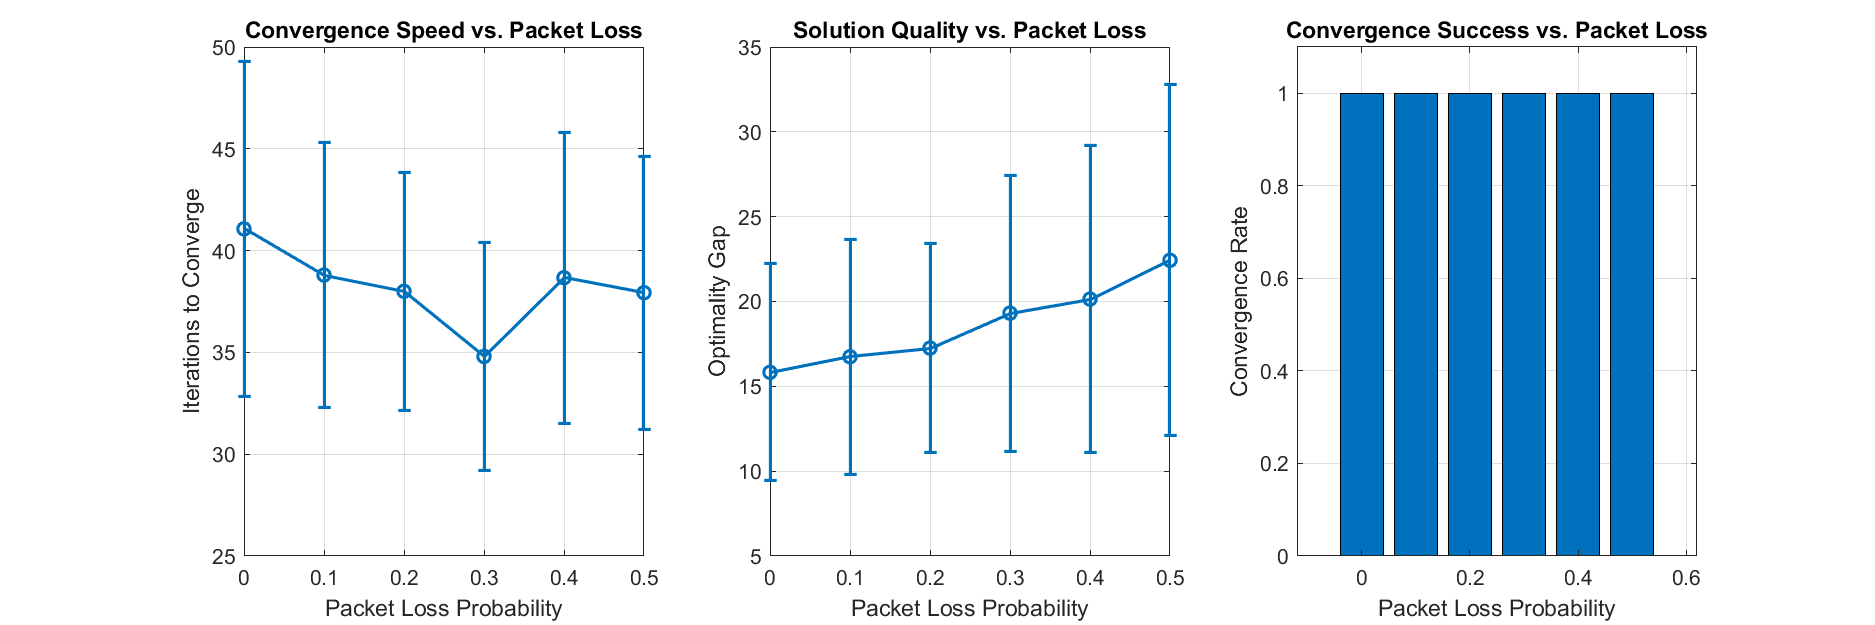 Convergence Speed vs. Packet Loss
50
45
40
35
30
25
Iterations to Converge
0 0.1 0.2 0.3 0.4 0.5
Packet Loss Probability
Solution Quality vs. Packet Loss
35
30
25
20
15
10
5
Optimality Gap
0 0.1 0.2 0.3 0.4 0.5
Packet Loss Probability
Convergence Success vs. Packet Loss
1
0.8
0.6
0.4
0.2
0
Convergence Rate
0 0.2 0.4 0.6
Packet Loss Probability